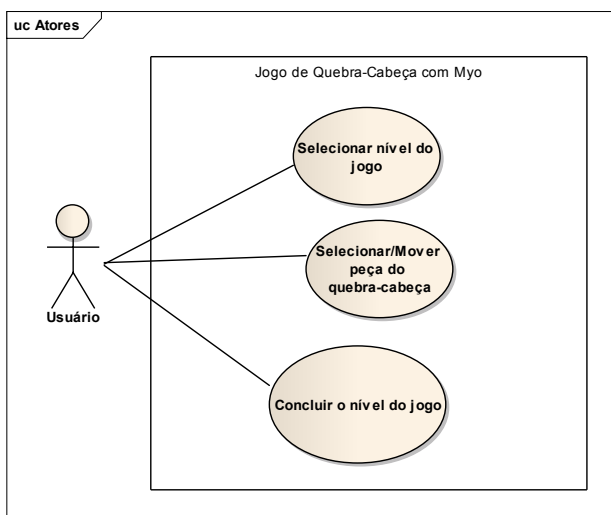 uc Atores
Jogo de Quebra-Cabeça com Myo
Selecionar nível do
jogo
Selecionar/Mover
peça do
quebra-cabeça
Usuário
Concluir o nível do jogo